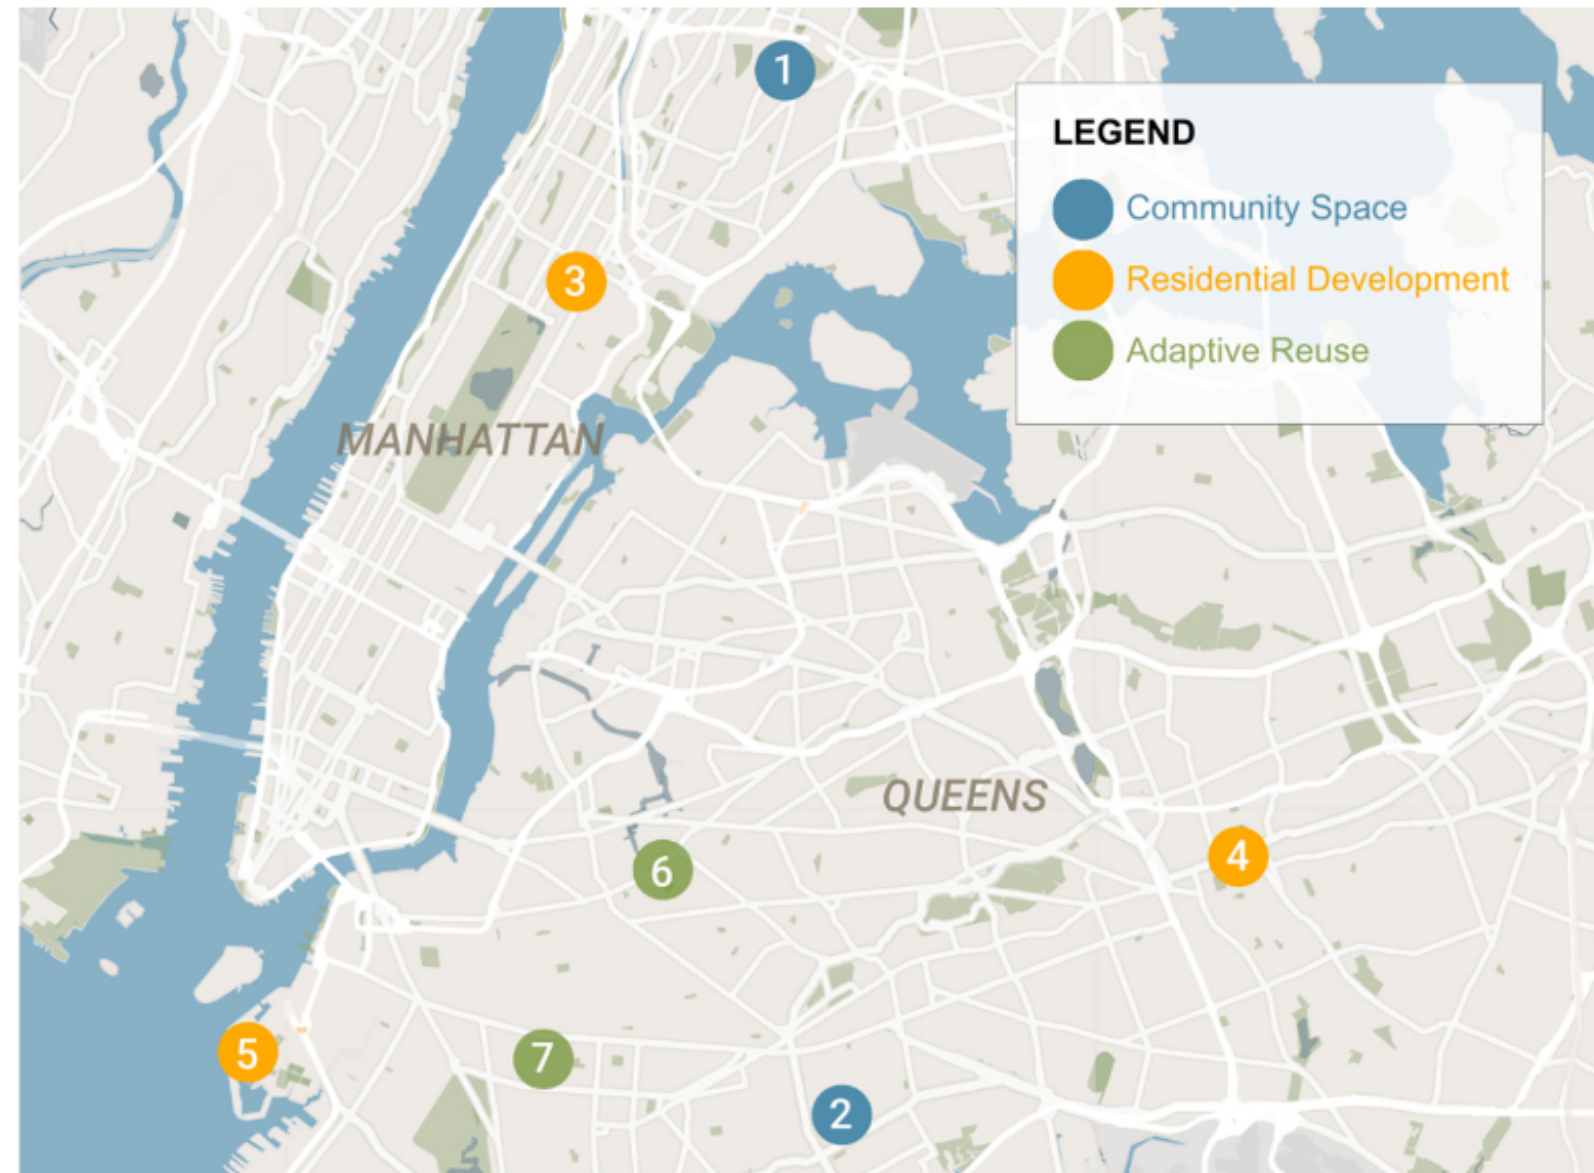 1
LEGEND
Community Space
Residential Development
Adaptive Reuse
3
MANHATTAN
QUEENS
4
6
5
7
2